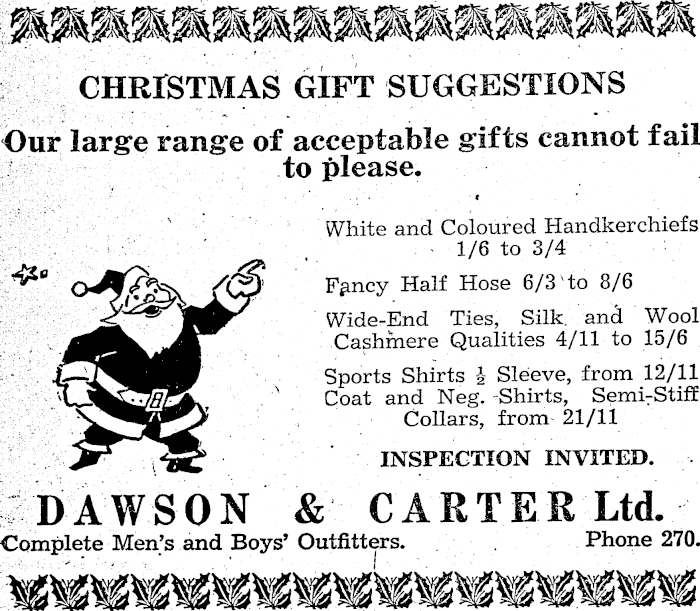 CHRISTMAS GIFT SUGGESTIONS
Our large range of acceptable gifts cannot fail
to please.
White and Coloured Handkerchiefs
1/6 to 3/4
Fancy Half Hose 6/3 to 8/6
Wide-End Ties, Silk and Wool
Cashmere Qualities 4/11 to 15/6
Sports Shirts ½ Sleeve, from 12/11
Coat and Neg. Shirts, Semi-Stiff
Collars, from 21/11
INSPECTION INVITED.
DAWSON & CARTER Ltd.
Complete Men's and Boys' Outfitters. Phone 270.